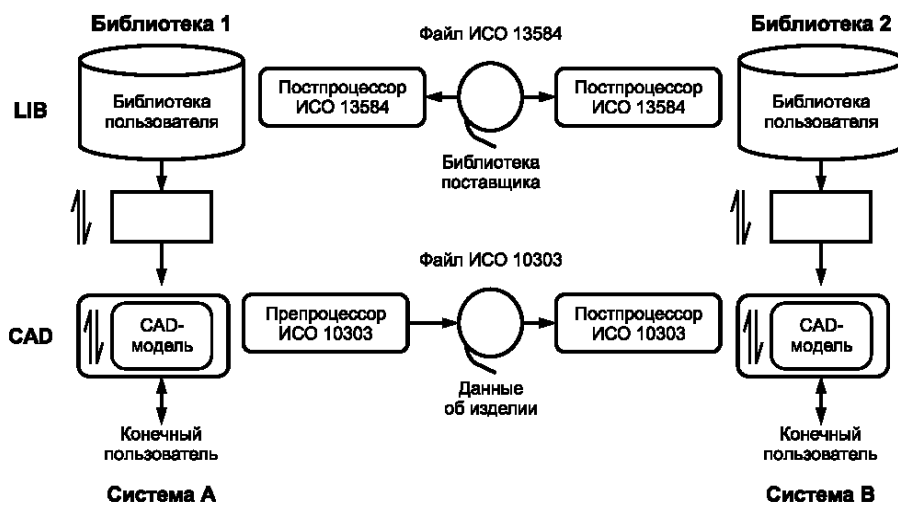 Библиотека 1
Файл ИСО 13584
Библиотека 2
LIB
Библиотека
пользователя
Постпроцессор
ИСО 13584
Постпроцессор
ИСО 13584
Библиотека
пользователя
Библиотека
поставщика
Файл ИСО 10303
CAD
CAD-
модель
Препроцессор
ИСО 10303
Постпроцессор
ИСО 10303
CAD-
модель
Данные
об изделии
Конечный
пользователь
Конечный
пользователь
Система А
Система В